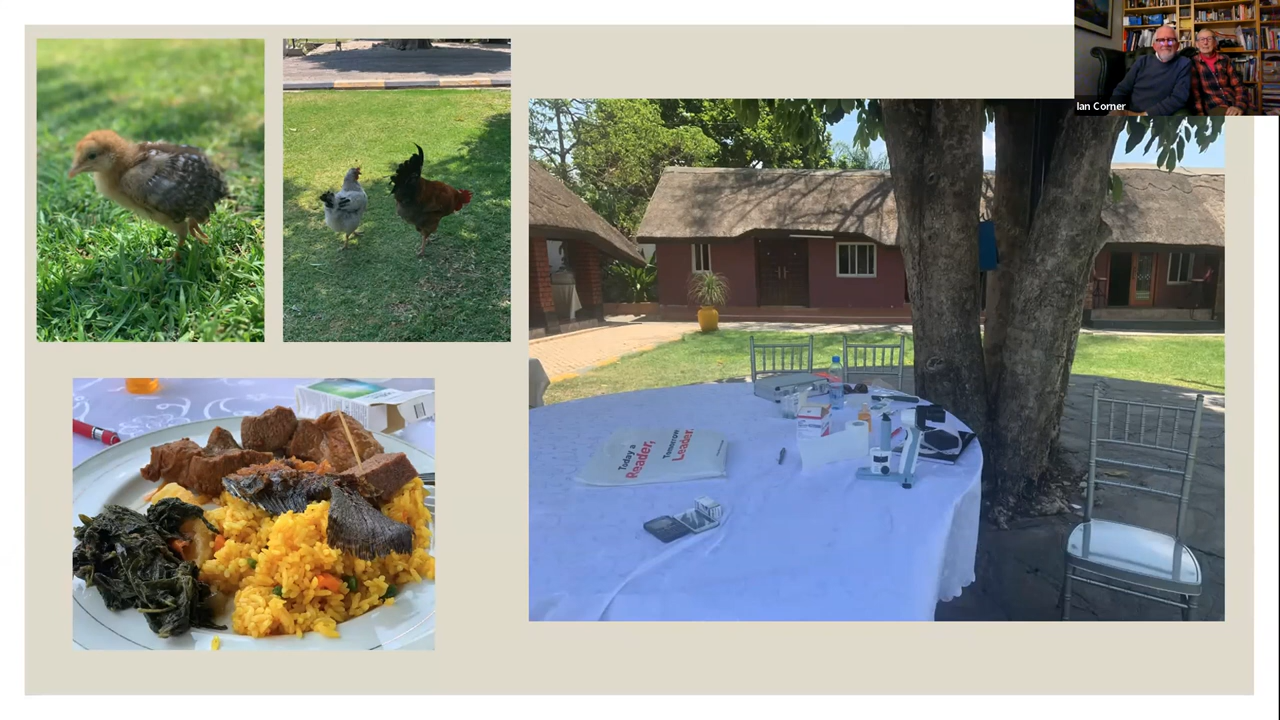 Ian Corner
Today a
Reader,
Tomorrow
Leader.